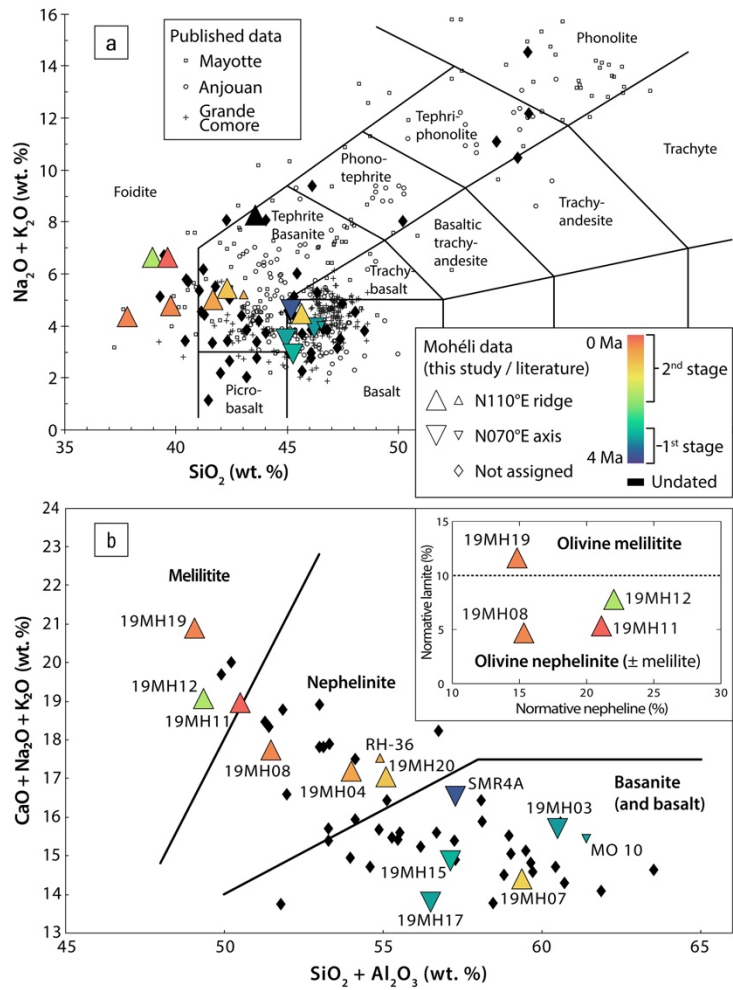 a
Published data
Mayotte
Anjouan
Grande
Comore
Na₂O + K₂O (wt. %)
16
14
12
10
8
6
4
2
0
35
40
45
50
SiO₂ (wt. %)
Foidite
Phonolite
Tephri-
phonolite
Trachyte
Phono-
tephrite
Trachy-
andesite
Tephrite
Basanite
Basaltic
trachy-
andesite
Trachy-
basalt
Picro-
basalt
Basalt
Mohéli data
(this study / literature)
N110°E ridge
N070°E axis
Not assigned
0 Ma
2nd stage
1st stage
4 Ma
Undated
b
CaO + Na₂O + K₂O (wt. %)
24
23
22
21
20
19
18
17
16
15
14
13
45
50
55
60
65
SiO₂ + Al₂O₃ (wt. %)
Melilitite
19MH19
19MH12
19MH11
Nephelinite
19MH08
RH-36
19MH20
19MH04
SMR4A
Basanite
(and basalt)
19MH03
MO 10
19MH15
19MH07
19MH17
Normative larnite (%)
15
10
5
0
10
15
20
25
30
Normative nepheline (%)
19MH19
Olivine melilitite
19MH12
19MH08
19MH11
Olivine nephelinite (± melilite)